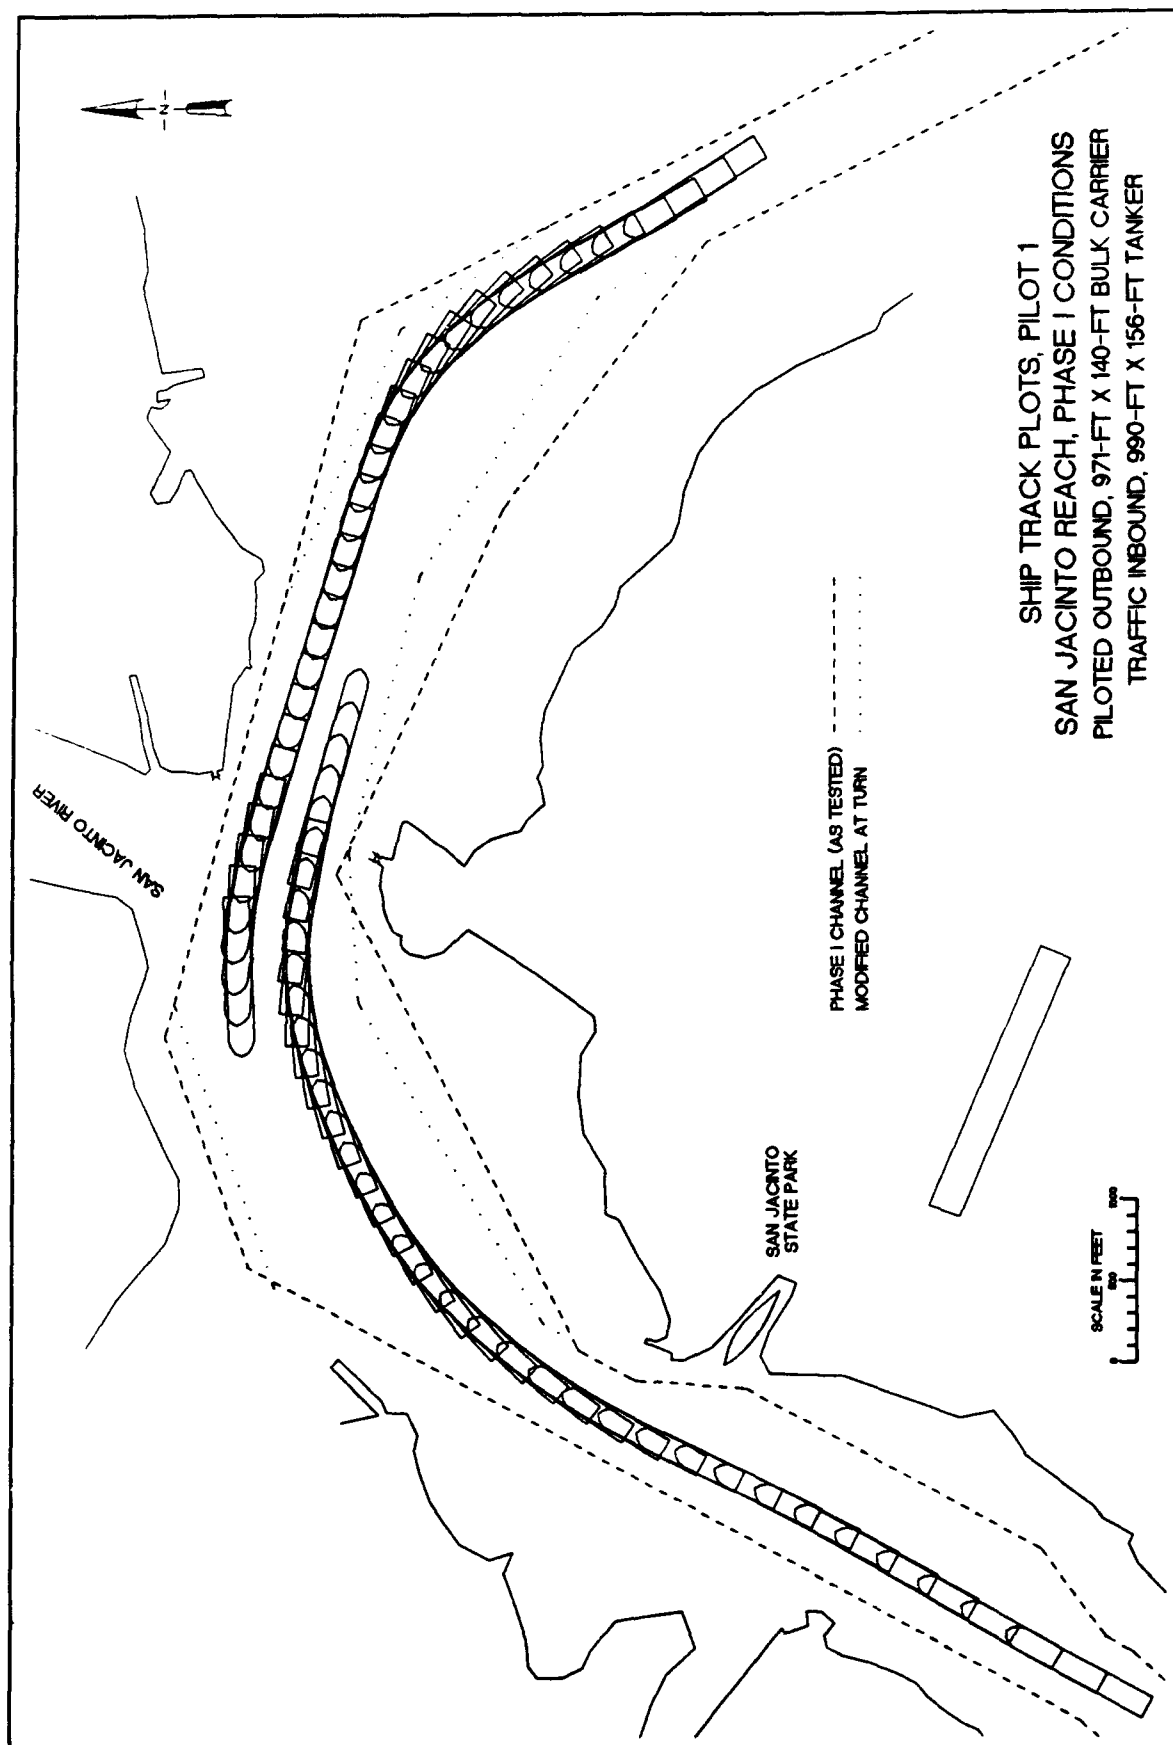 -N-
SAN JACINTO RIVER
PHASE I CHANNEL (AS TESTED)
MODIFIED CHANNEL AT TURN
SAN JACINTO
STATE PARK
SCALE IN FEET
0 500 1000
SHIP TRACK PLOTS, PILOT 1
SAN JACINTO REACH, PHASE I CONDITIONS
PILOTED OUTBOUND, 971-FT X 140-FT BULK CARRIER
TRAFFIC INBOUND, 990-FT X 156-FT TANKER